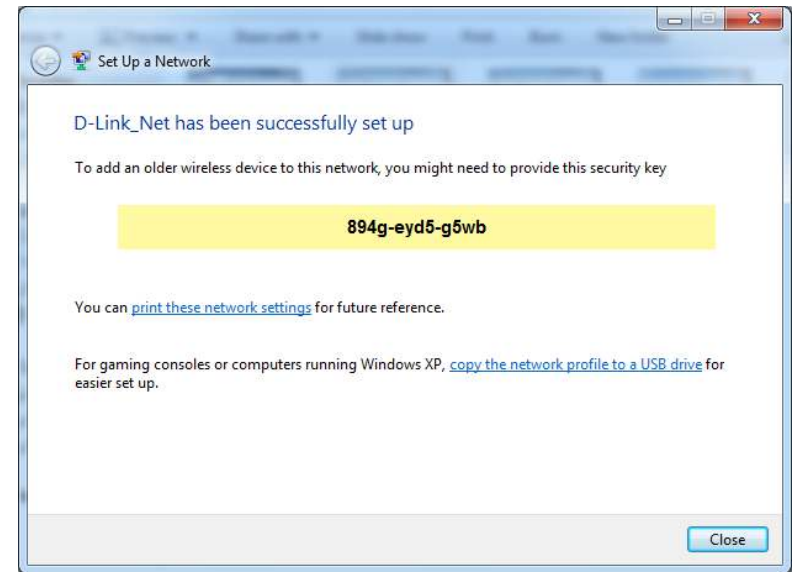 Set Up a Network
D-Link_Net has been successfully set up
To add an older wireless device to this network, you might need to provide this security key
894g-eyd5-g5wb
You can print these network settings for future reference.
For gaming consoles or computers running Windows XP, copy the network profile to a USB drive for
easier set up.
Close